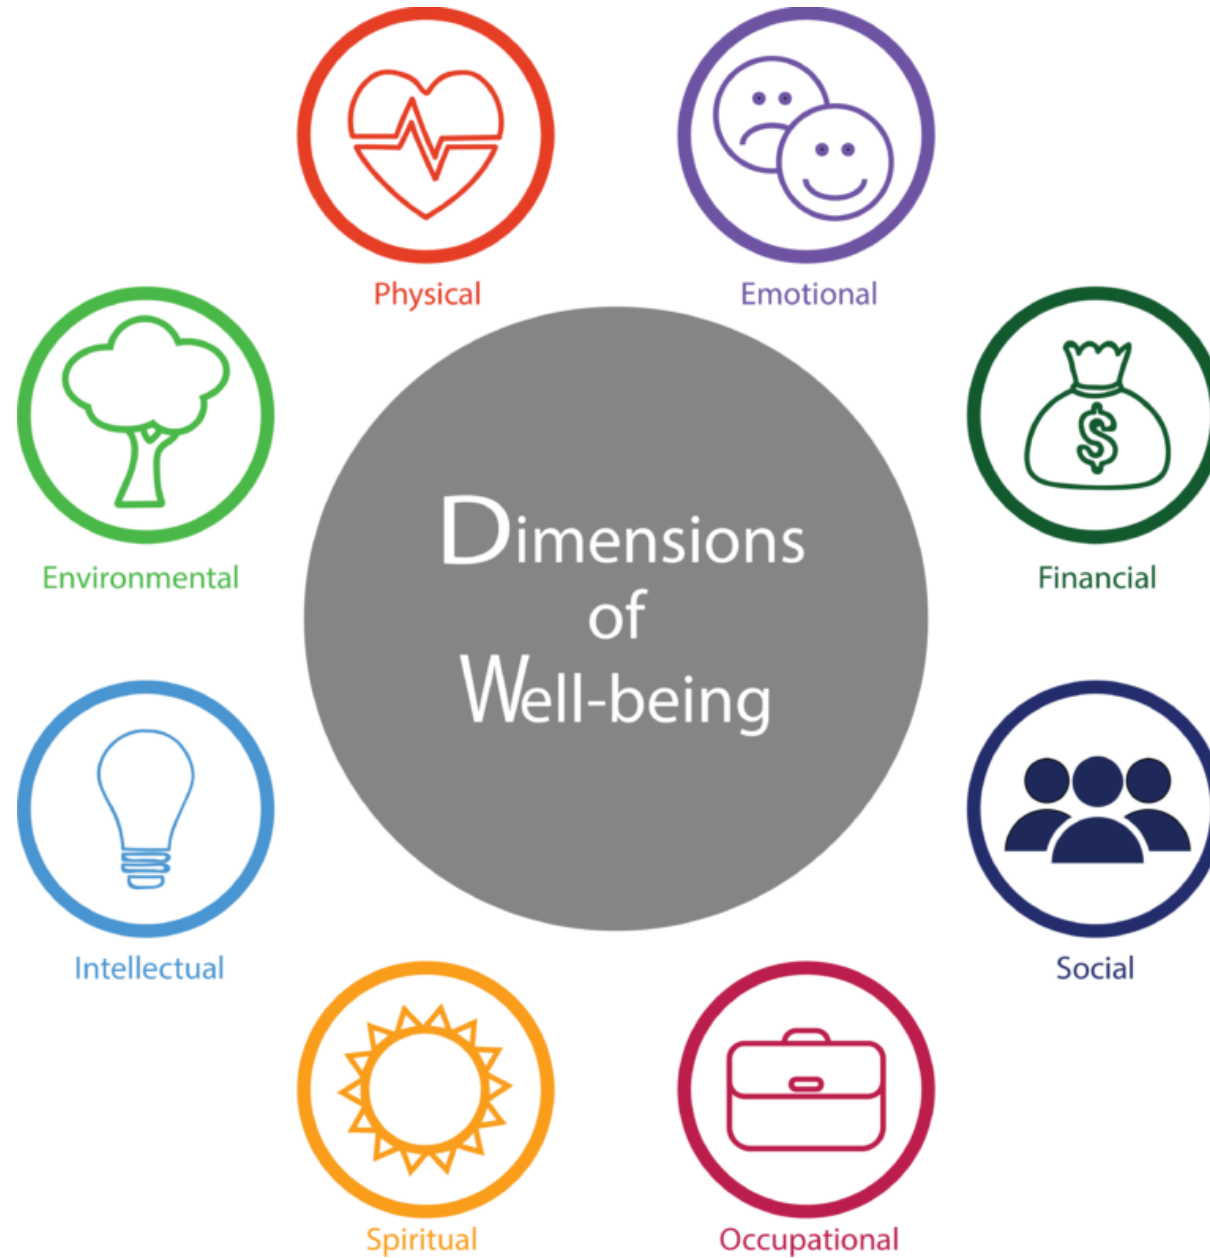 Physical
Emotional
Environmental
$
Financial
Dimensions
of
Well-being
Intellectual
Social
Spiritual
Occupational